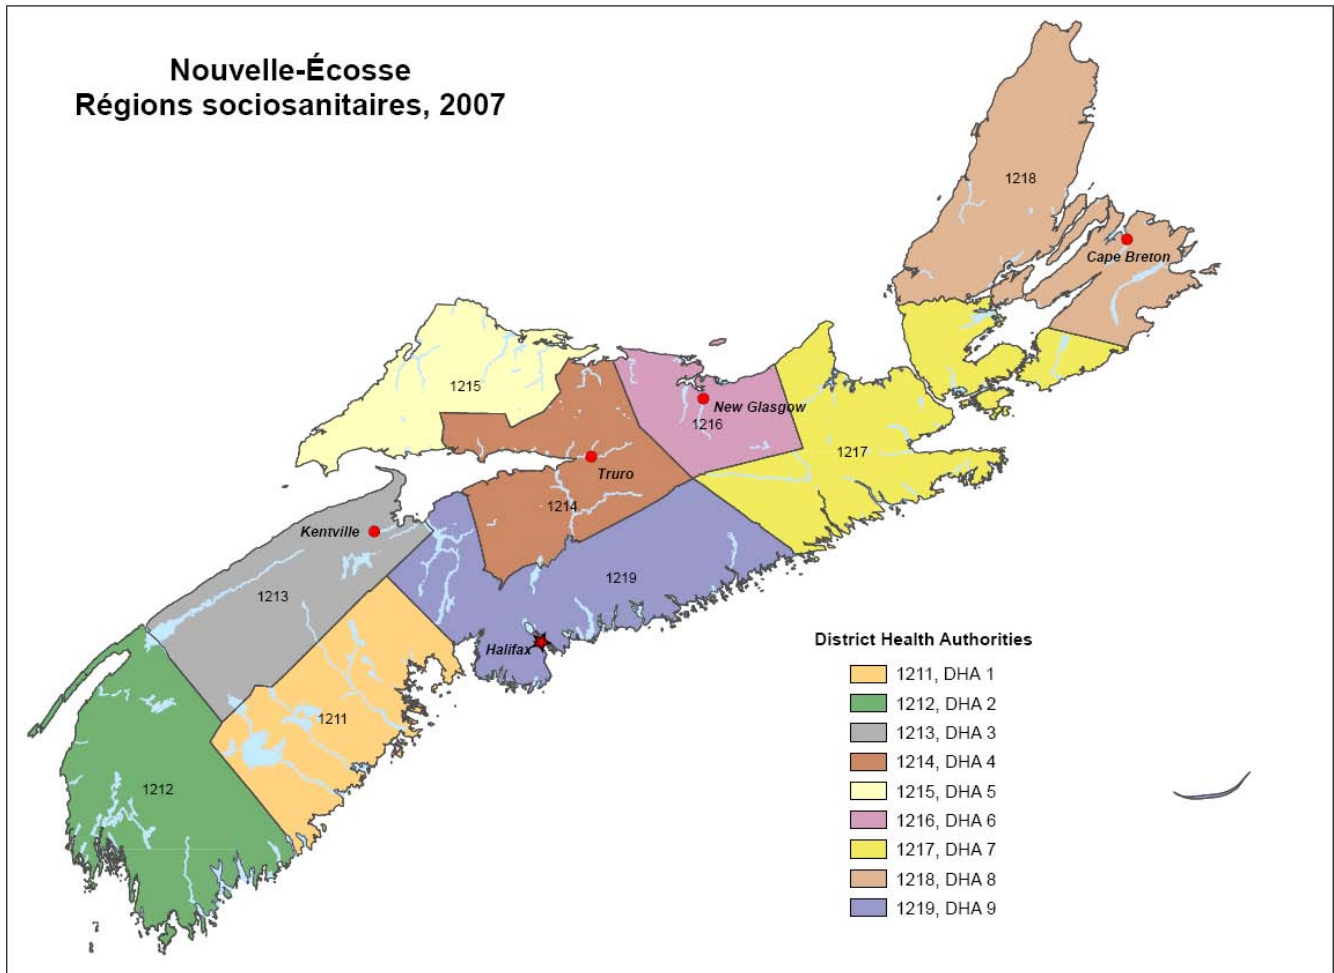 Nouvelle-Écosse
Régions sociosanitaires, 2007
1218
Cape Breton
1215
New Glasgow
1216
1217
Truro
1214
Kentville
1219
1213
Halifax
1211
1212
District Health Authorities
1211, DHA 1
1212, DHA 2
1213, DHA 3
1214, DHA 4
1215, DHA 5
1216, DHA 6
1217, DHA 7
1218, DHA 8
1219, DHA 9